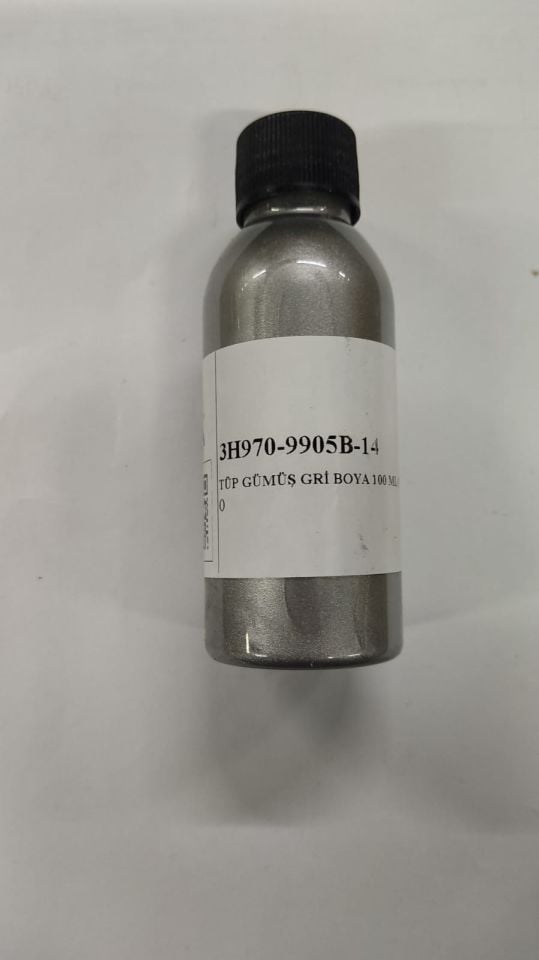 3H970-9905B-14
TÜP GÜMÜŞ GRİ BOYA 100 ML
0